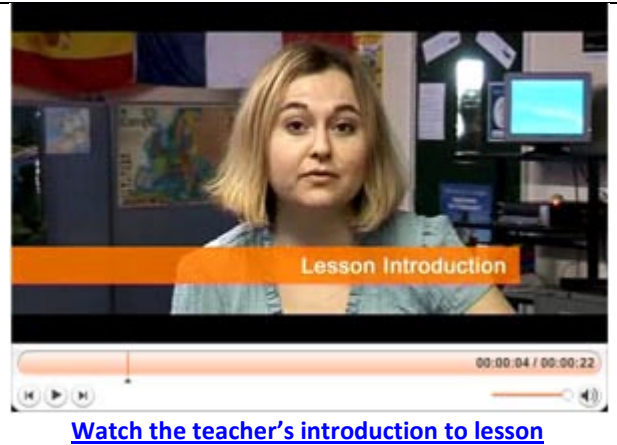 Lesson Introduction
00:00:04 / 00:00:22
Watch the teacher’s introduction to lesson